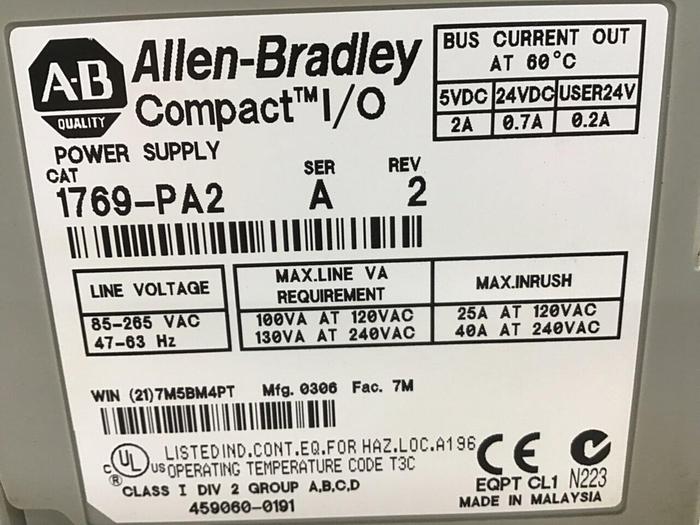 A-B
QUALITY
Allen-Bradley
Compact™ I/O
POWER SUPPLY
BUS CURRENT OUT
AT 60°C
5VDC 24VDC USER24V
2A 0.7A 0.2A
CAT SER REV
1769-PA2 A 2
LINE VOLTAGE
85-265 VAC
47-63 Hz
MAX.LINE VA
REQUIREMENT
100VA AT 120VAC
130VA AT 240VAC
MAX.INRUSH
25A AT 120VAC
40A AT 240VAC
WIN (21)7M5BM4PT Mfg. 0306 Fac. 7M
c UL US ®
LISTED IND.CONT.EQ.FOR HAZ.LOC.A196
OPERATING TEMPERATURE CODE T3C
CLASS I DIV 2 GROUP A,B,C,D
459060-0191
CE
EQPT CL1 N223
MADE IN MALAYSIA